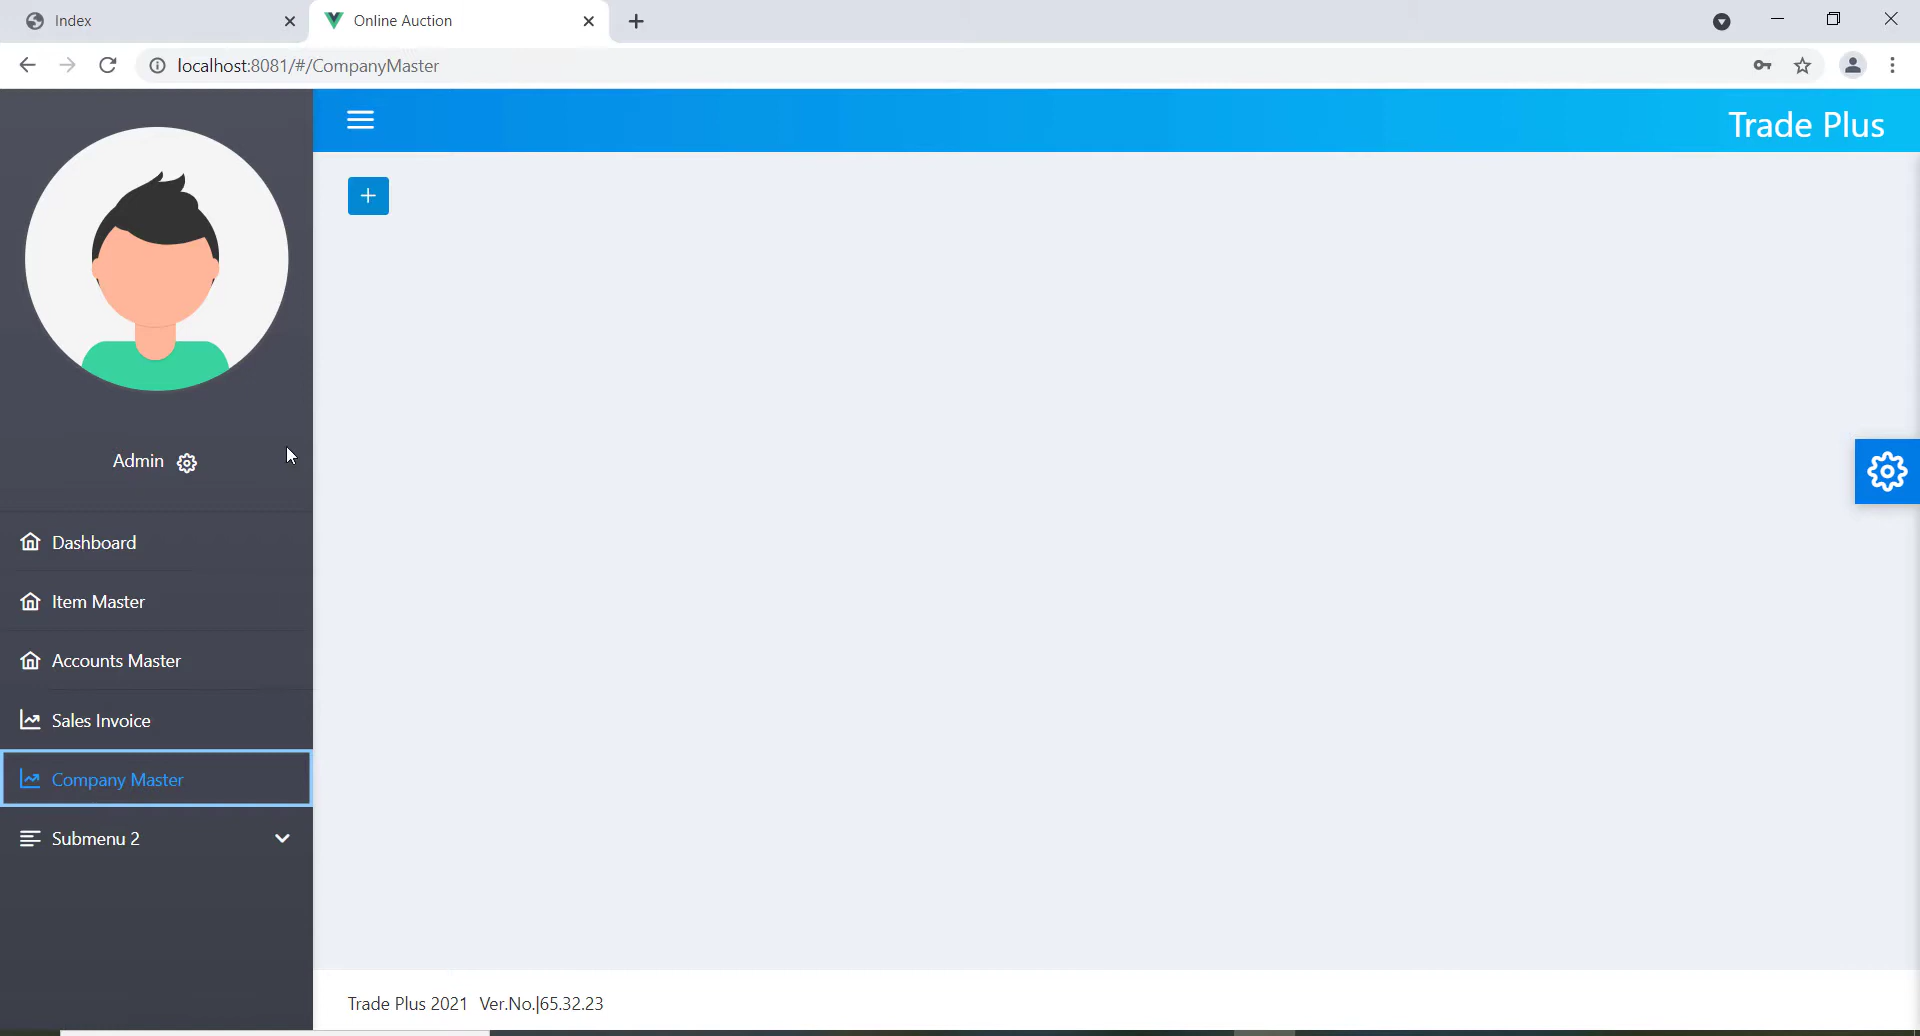 Index
Online Auction
localhost:8081/#/CompanyMaster
Trade Plus
Admin
Dashboard
Item Master
Accounts Master
Sales Invoice
Company Master
Submenu 2
Trade Plus 2021 Ver.No.|65.32.23